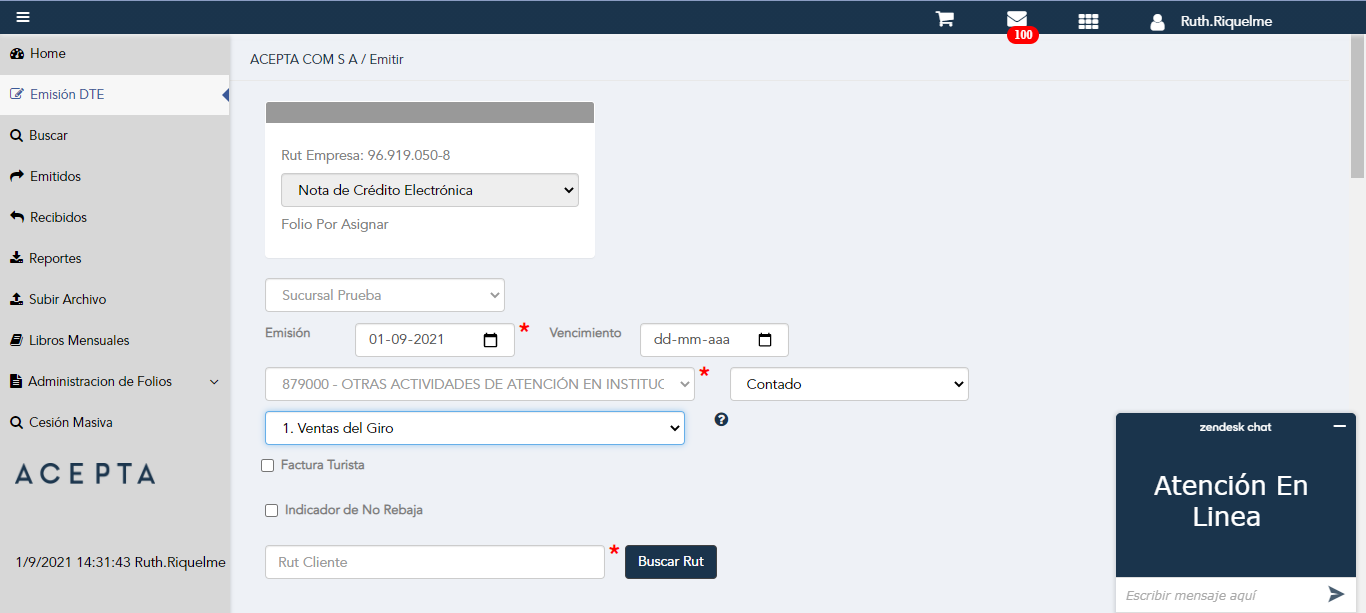 100
Ruth.Riquelme
Home
Emisión DTE
Buscar
Emitidos
Recibidos
Reportes
Subir Archivo
Libros Mensuales
Administracion de Folios
Cesión Masiva
ACEPTA
1/9/2021 14:31:43 Ruth.Riquelme
ACEPTA COM S A / Emitir
Rut Empresa: 96.919.050-8
Nota de Crédito Electrónica
Folio Por Asignar
Sucursal Prueba
Emisión 01-09-2021 * Vencimiento dd-mm-aaa
879000 - OTRAS ACTIVIDADES DE ATENCIÓN EN INSTITUC * Contado
1. Ventas del Giro ?
Factura Turista
Indicador de No Rebaja
Rut Cliente * Buscar Rut
zendesk chat
Atención En
Linea
Escribir mensaje aquí